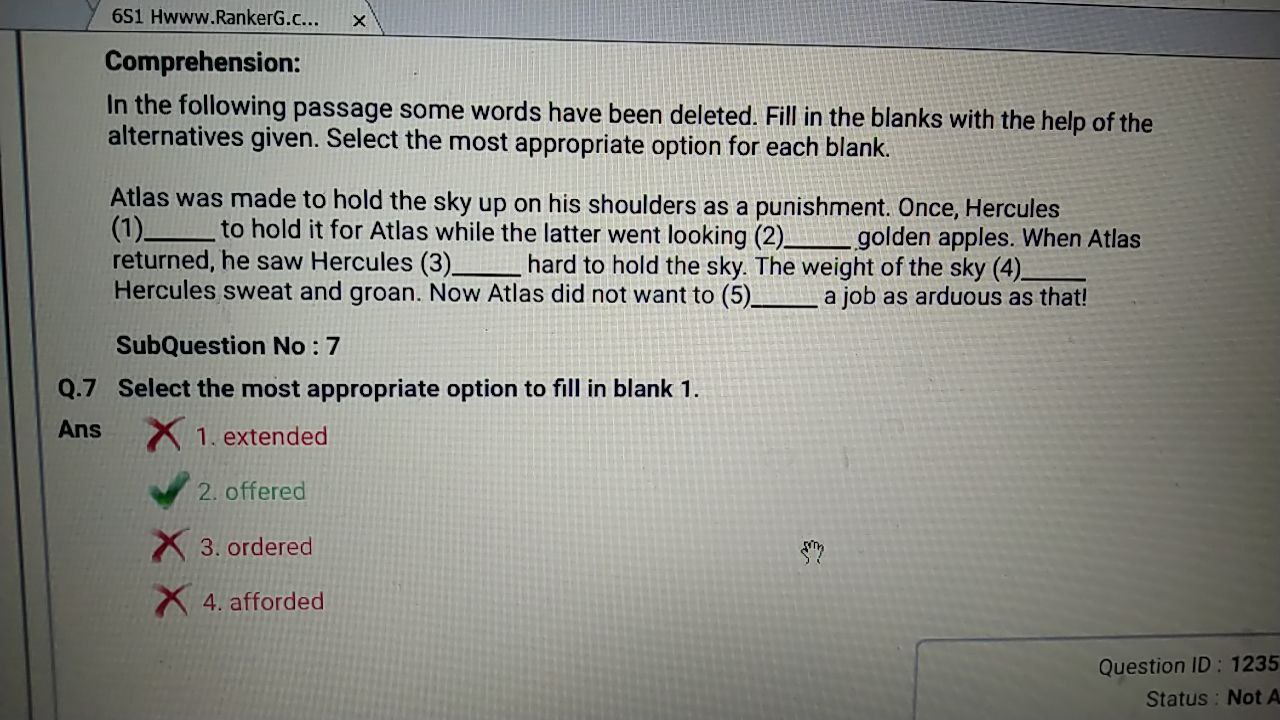 6S1 Hwww.RankerG.c...
Comprehension:
In the following passage some words have been deleted. Fill in the blanks with the help of the
alternatives given. Select the most appropriate option for each blank.
Atlas was made to hold the sky up on his shoulders as a punishment. Once, Hercules
(1)_____ to hold it for Atlas while the latter went looking (2)_____ golden apples. When Atlas
returned, he saw Hercules (3)_____ hard to hold the sky. The weight of the sky (4)_____
Hercules sweat and groan. Now Atlas did not want to (5)_____ a job as arduous as that!
SubQuestion No : 7
Q.7 Select the most appropriate option to fill in blank 1.
Ans 1. extended
2. offered
3. ordered
4. afforded
Question ID : 1235
Status : Not A